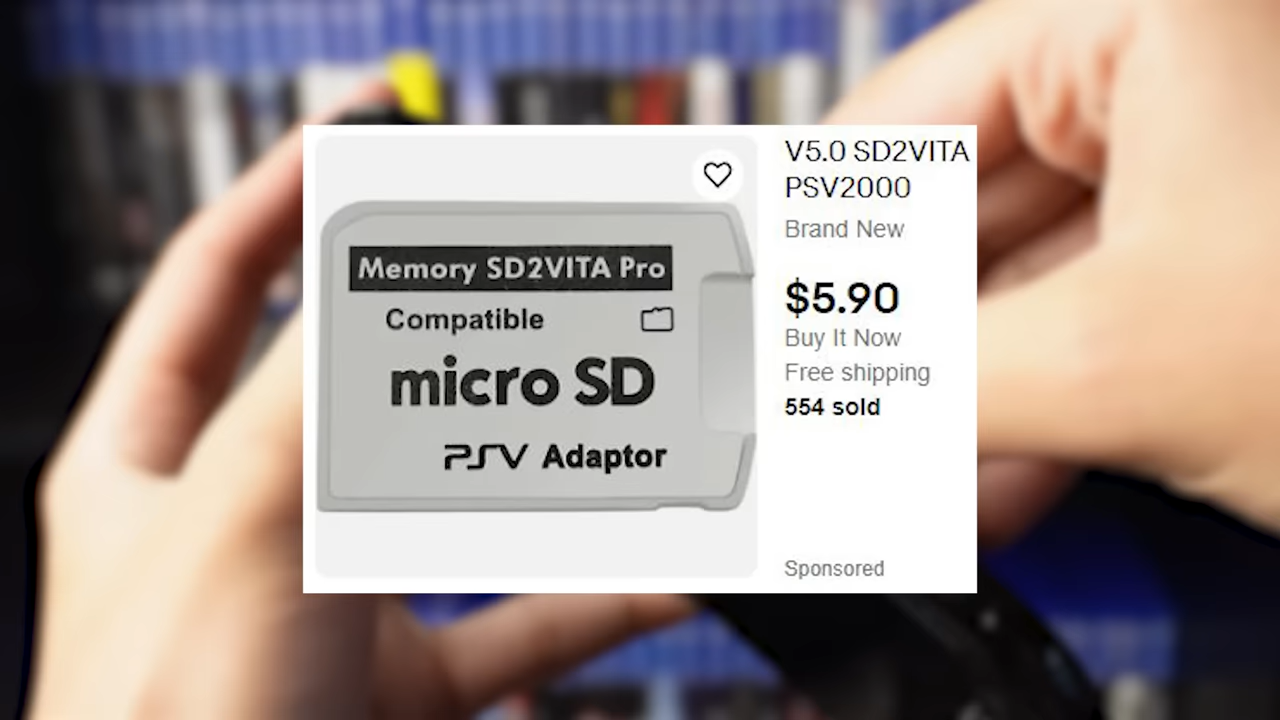 Memory SD2VITA Pro
Compatible
micro SD
PSV Adaptor
V5.0 SD2VITA
PSV2000
Brand New
$5.90
Buy It Now
Free shipping
554 sold
Sponsored